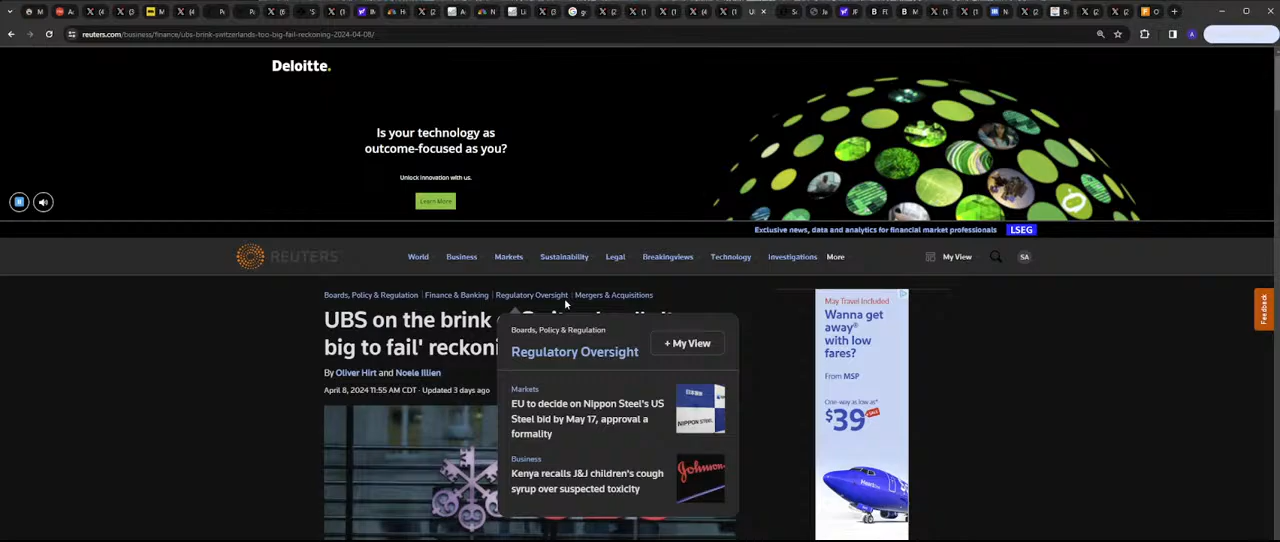 reuters.com/business/finance/ubs-brink-switzerlands-too-big-fail-reckoning-2024-04-08/
Deloitte.
Is your technology as
outcome-focused as you?
Unlock innovation with us.
Learn More
Exclusive news, data and analytics for financial market professionals LSEG
REUTERS
World Business Markets Sustainability Legal Breakingviews Technology Investigations More My View SA
Boards, Policy & Regulation | Finance & Banking | Regulatory Oversight | Mergers & Acquisitions
UBS on the brink
big to fail' reckoni
By Oliver Hirt and Noele Illien
April 8, 2024 11:55 AM CDT · Updated 3 days ago
Boards, Policy & Regulation
Regulatory Oversight
+ My View
Markets
EU to decide on Nippon Steel's US
Steel bid by May 17, approval a
formality
NIPPON STEEL
Business
Kenya recalls J&J children's cough
syrup over suspected toxicity
Johnson
May Travel Included
Wanna get
away®
with low
fares?
From MSP
One-way as low as*
$39 SALE
Feedback